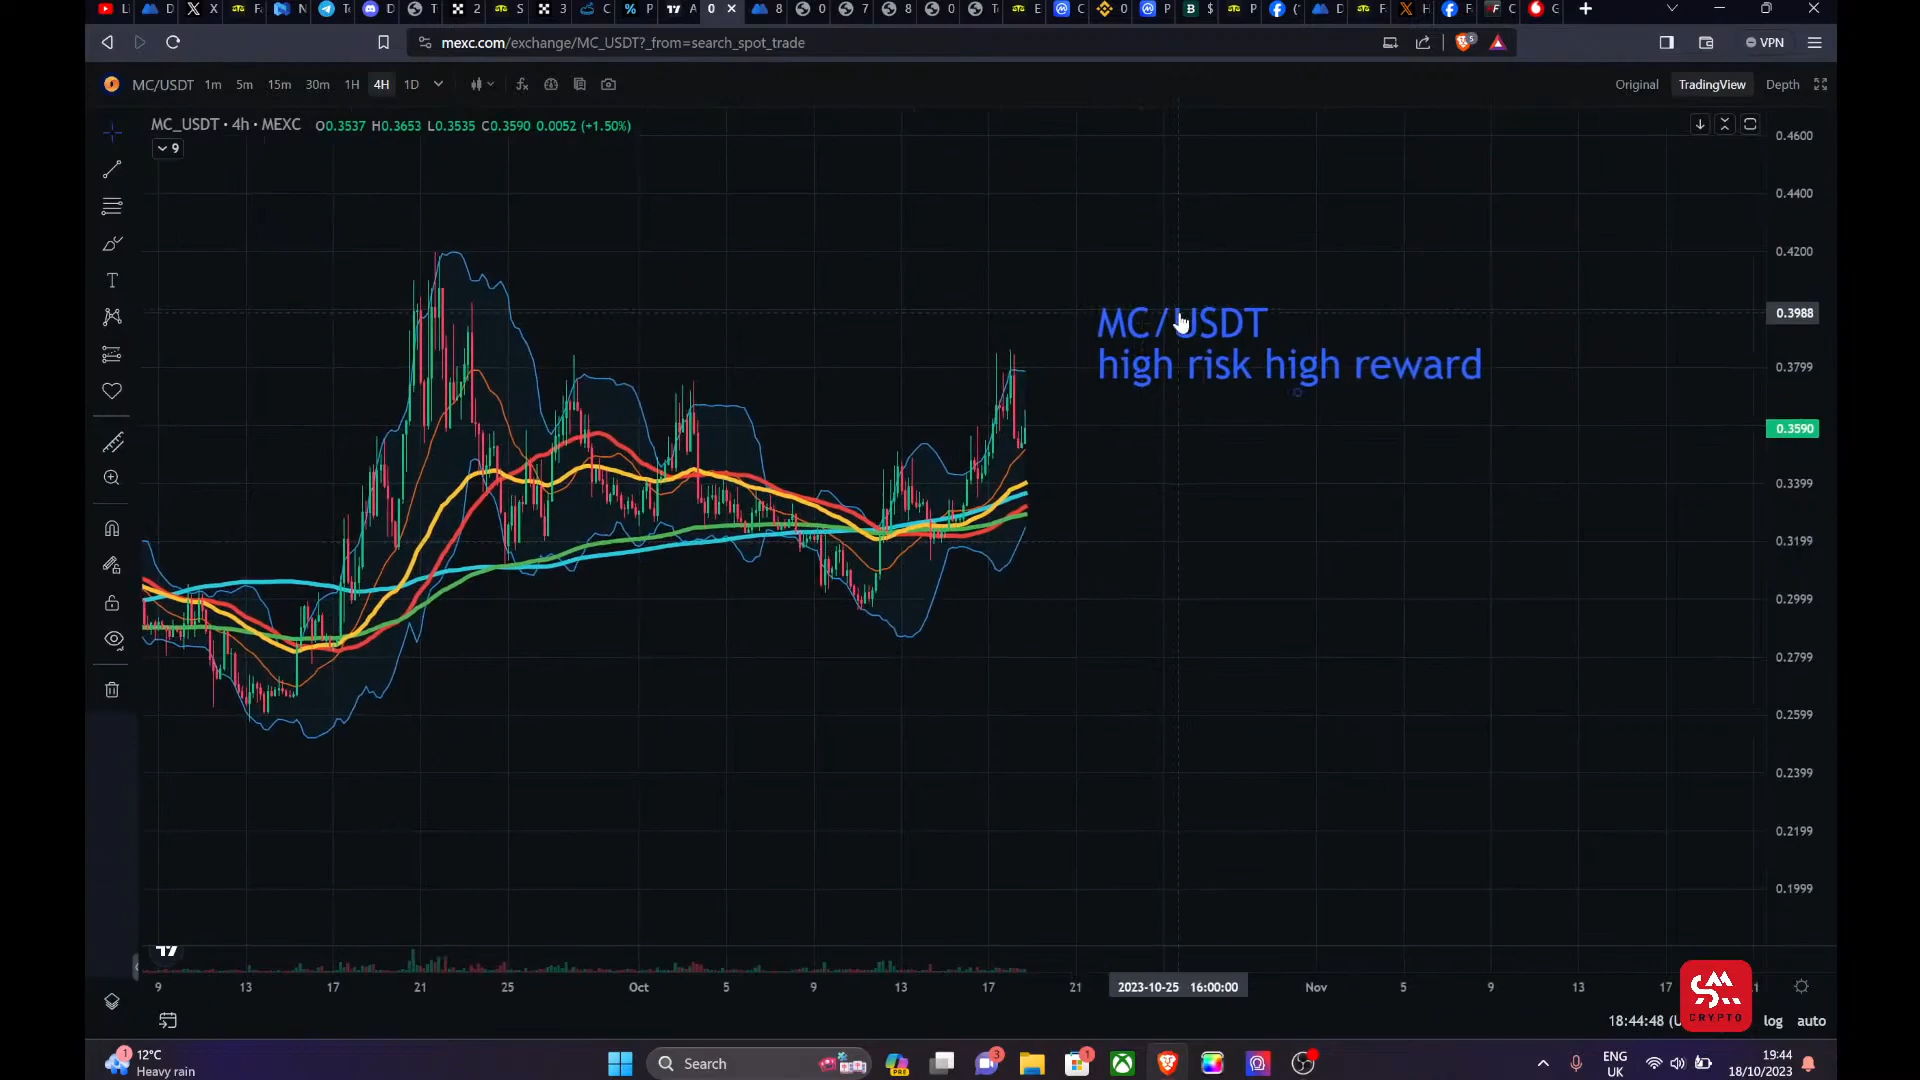 mexc.com/exchange/MC_USDT?_from=search_spot_trade
VPN
MC/USDT 1m 5m 15m 30m 1H 4H 1D
Original TradingView Depth
MC_USDT • 4h • MEXC O0.3537 H0.3653 L0.3535 C0.3590 0.0052 (+1.50%)
9
0.4600
0.4400
0.4200
0.3988
0.3799
0.3590
0.3399
0.3199
0.2999
0.2799
0.2599
0.2399
0.2199
0.1999
MC/USDT
high risk high reward
9 13 17 21 25 Oct 5 9 13 17 21 2023-10-25 16:00:00 Nov 5 9 13 17
SM
CRYPTO
18:44:48 log auto
12°C
Heavy rain
Search
ENG
UK
19:44
18/10/2023